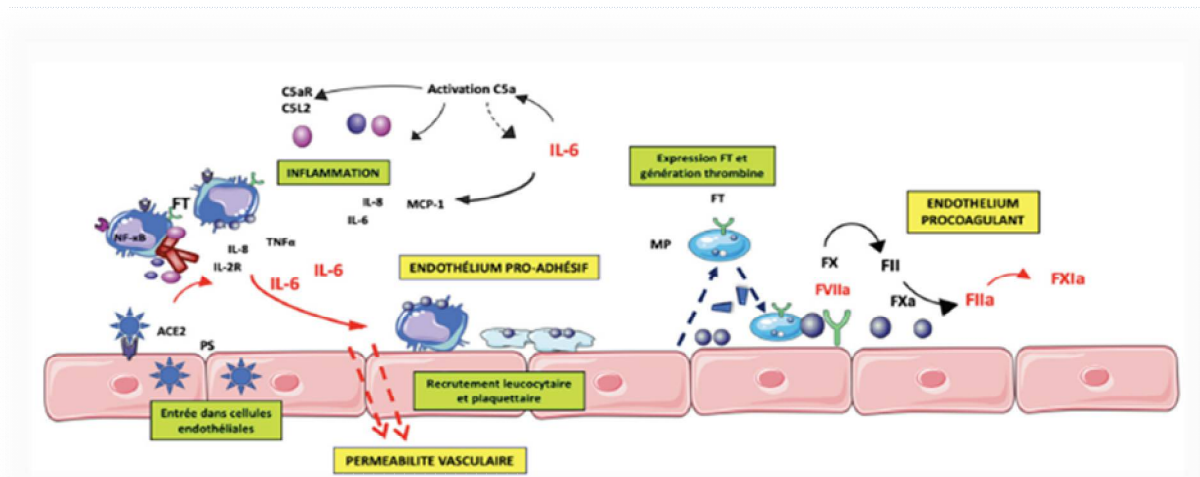 C5aR
C5L2
Activation C5a
IL-6
INFLAMMATION
IL-8
MCP-1
IL-6
FT
NF-κB
IL-8
TNFα
IL-2R
IL-6
IL-6
ACE2
PS
Entrée dans cellules
endothéliales
ENDOTHÉLIUM PRO-ADHÉSIF
Recrutement leucocytaire
et plaquettaire
PERMEABILITE VASCULAIRE
Expression FT et
génération thrombine
FT
MP
ENDOTHELIUM
PROCOAGULANT
FX
FII
FVIIa
FXa
FIIa
FXIa